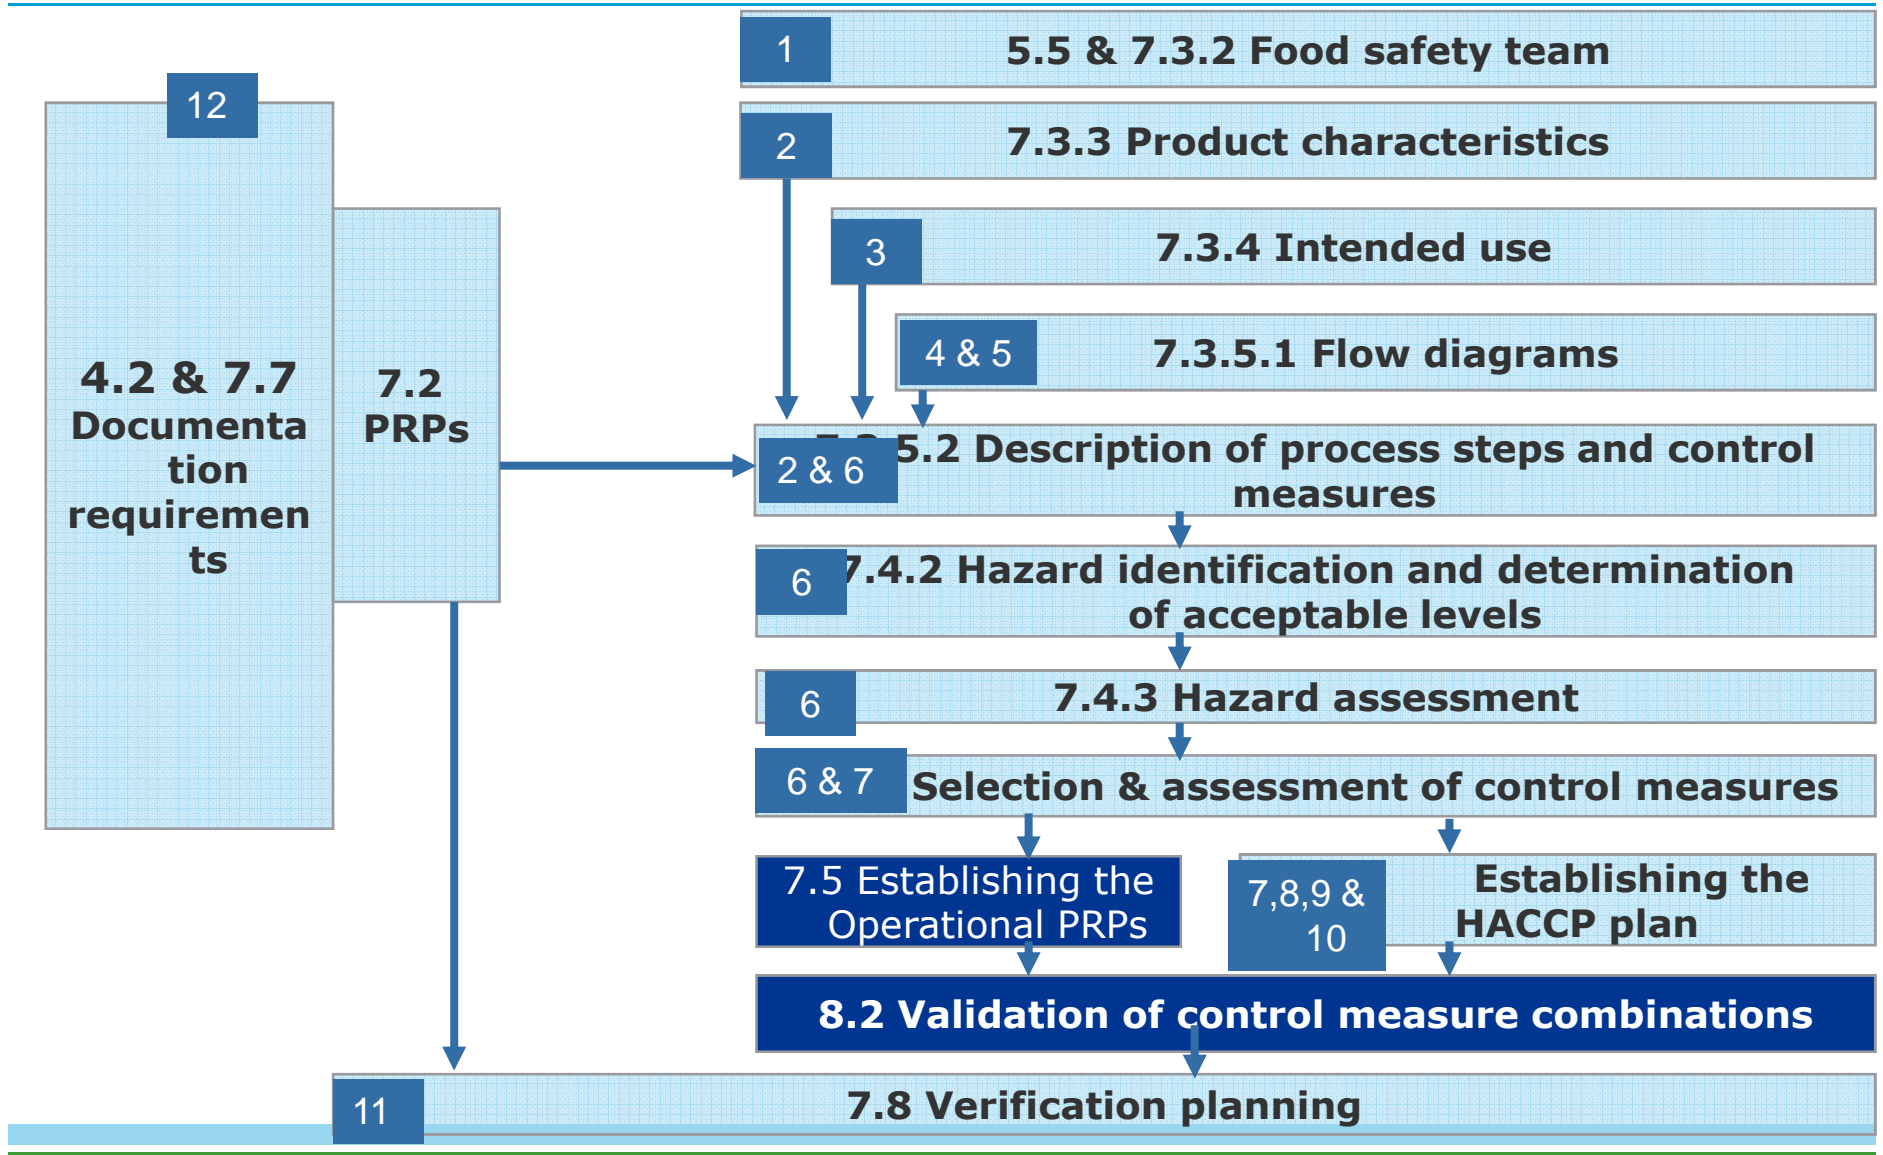 1
5.5 & 7.3.2 Food safety team
12
2
7.3.3 Product characteristics
3
7.3.4 Intended use
4 & 5
7.3.5.1 Flow diagrams
4.2 & 7.7
Documenta
tion
requiremen
ts
7.2
PRPs
2 & 6
5.2 Description of process steps and control
measures
6
7.4.2 Hazard identification and determination
of acceptable levels
6
7.4.3 Hazard assessment
6 & 7
Selection & assessment of control measures
7.5 Establishing the
Operational PRPs
7,8,9 &
10
Establishing the
HACCP plan
8.2 Validation of control measure combinations
11
7.8 Verification planning